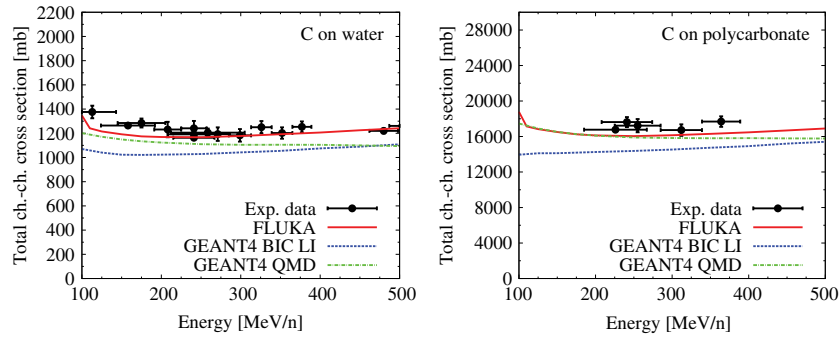 Total ch.-ch. cross section [mb]
2200
2000
1800
1600
1400
1200
1000
800
600
400
200
0
C on water
Exp. data
FLUKA
GEANT4 BIC LI
GEANT4 QMD
100 200 300 400 500
Energy [MeV/n]
Total ch.-ch. cross section [mb]
28000
24000
20000
16000
12000
8000
4000
0
C on polycarbonate
Exp. data
FLUKA
GEANT4 BIC LI
GEANT4 QMD
100 200 300 400 500
Energy [MeV/n]